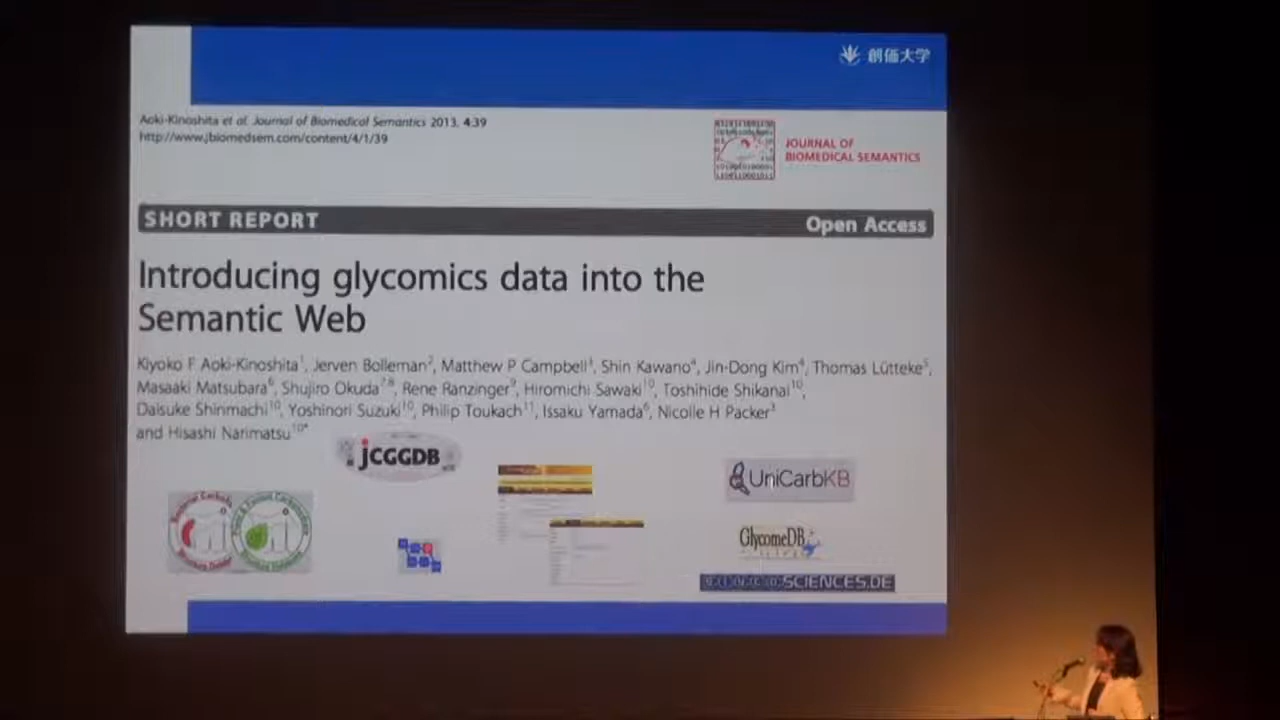 創価大学
Aoki-Kinoshita et al. Journal of Biomedical Semantics 2013, 4:39
http://www.jbiomedsem.com/content/4/1/39
JOURNAL OF
BIOMEDICAL SEMANTICS
SHORT REPORT
Open Access
Introducing glycomics data into the
Semantic Web
Kiyoko F Aoki-Kinoshita1, Jerven Bolleman2, Matthew P Campbell3, Shin Kawano4, Jin-Dong Kim4, Thomas Lütteke5,
Masaaki Matsubara6, Shujiro Okuda7,8, Rene Ranzinger9, Hiromichi Sawaki10, Toshihide Shikanai10,
Daisuke Shinmachi10, Yoshinori Suzuki10, Philip Toukach11, Issaku Yamada6, Nicolle H Packer3
and Hisashi Narimatsu10*
jCGGDB
UniCarbKB
GlycomeDB
SCIENCES.DE